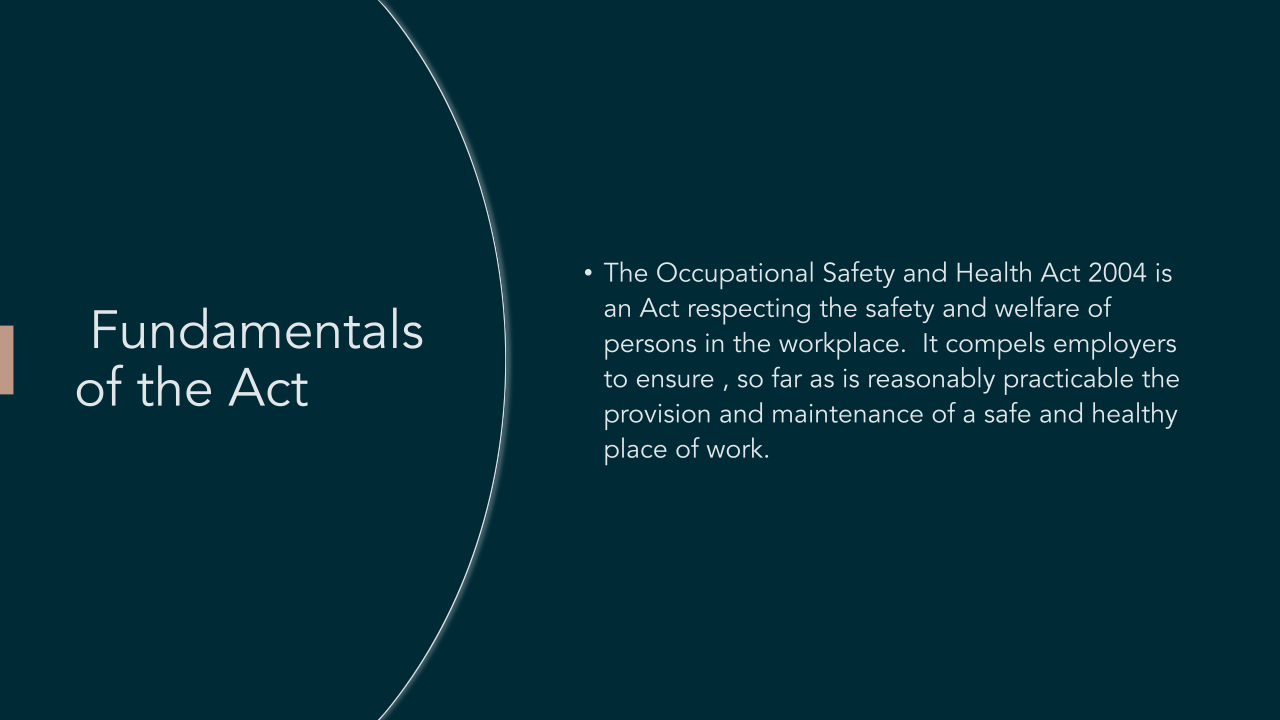 Fundamentals
of the Act
• The Occupational Safety and Health Act 2004 is
an Act respecting the safety and welfare of
persons in the workplace.  It compels employers
to ensure , so far as is reasonably practicable the
provision and maintenance of a safe and healthy
place of work.